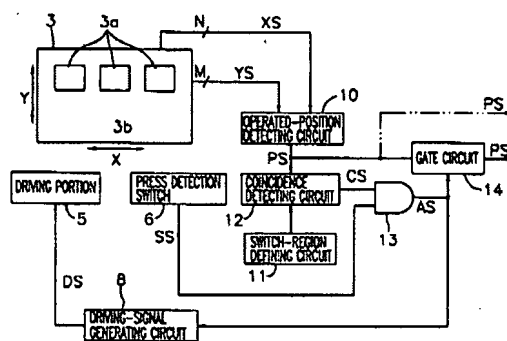 3
3a
N
XS
M
YS
Y
3b
X
10
OPERATED-POSITION
DETECTING CIRCUIT
PS
PS
PS
DRIVING PORTION
5
PRESS DETECTION
SWITCH
6
SS
COINCIDENCE
DETECTING CIRCUIT
12
CS
13
AS
GATE CIRCUIT
14
SWITCH-REGION
DEFINING CIRCUIT
11
DS
8
DRIVING-SIGNAL
GENERATING CIRCUIT